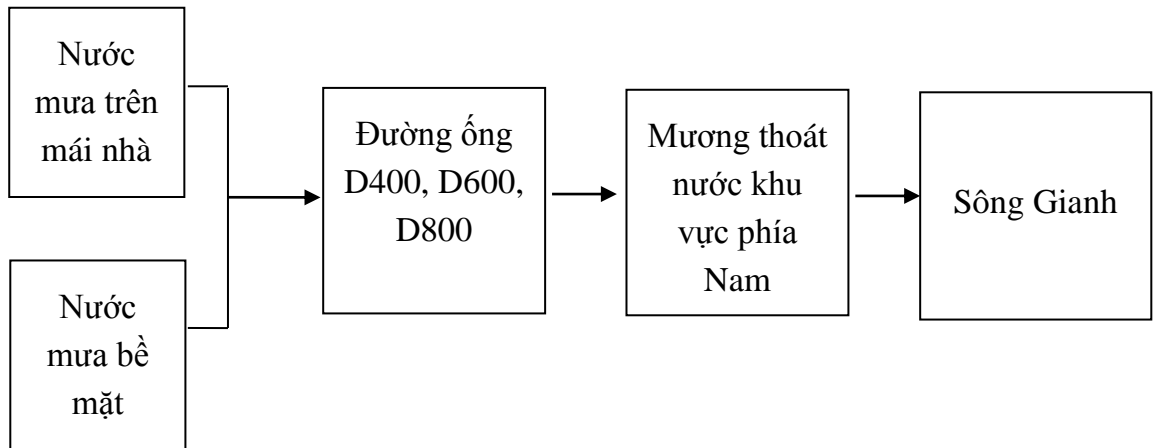 Nước
mưa trên
mái nhà
Nước
mưa bề
mặt
Đường ống
D400, D600,
D800
Mương thoát
nước khu
vực phía
Nam
Sông Gianh